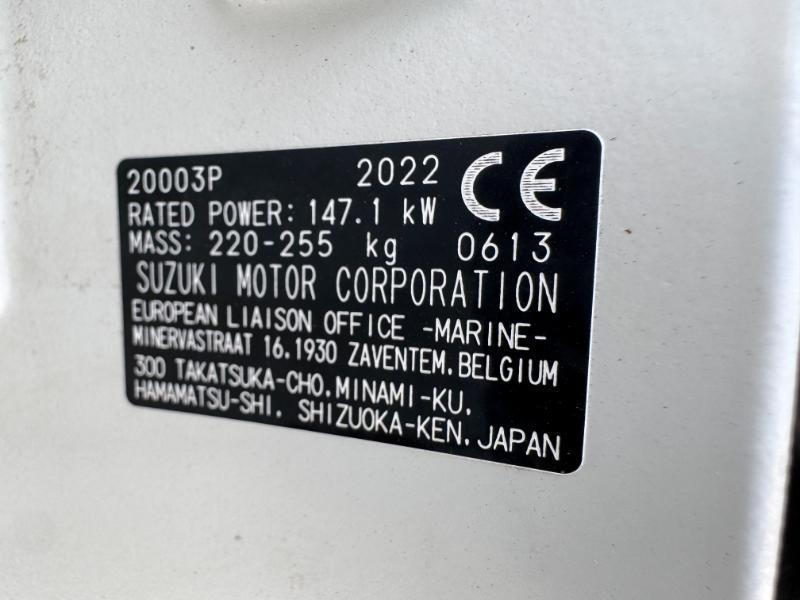 20003P 2022 CE
RATED POWER: 147.1 kW
MASS: 220-255 kg 0613
SUZUKI MOTOR CORPORATION
EUROPEAN LIAISON OFFICE -MARINE-
MINERVASTRAAT 16.1930 ZAVENTEM.BELGIUM
300 TAKATSUKA-CHO.MINAMI-KU.
HAMAMATSU-SHI. SHIZUOKA-KEN.JAPAN